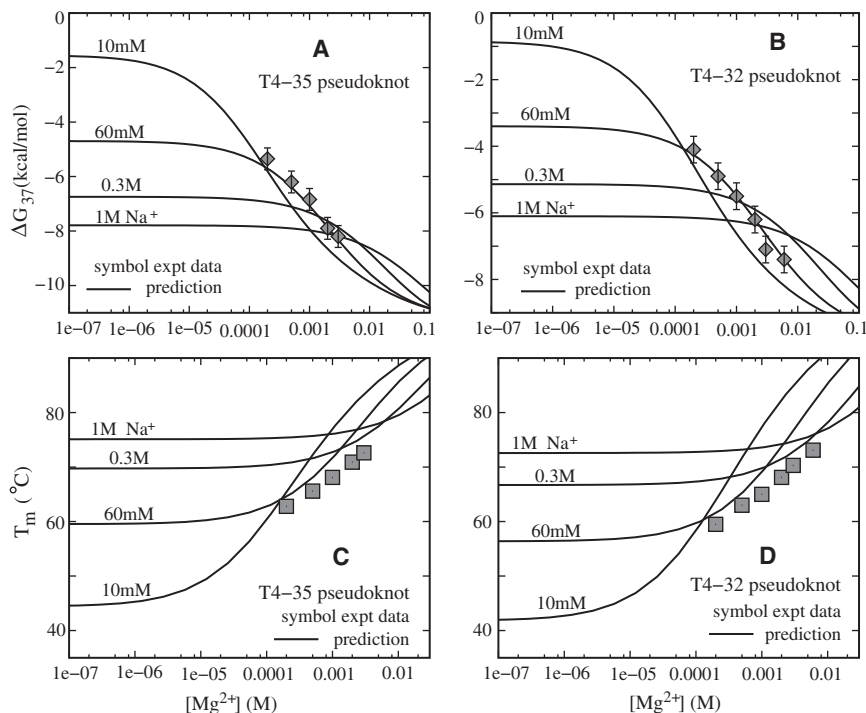 A
10mM
T4−35 pseudoknot
60mM
0.3M
1M Na+
symbol expt data
prediction
ΔG37(kcal/mol)
0
−2
−4
−6
−8
−10
1e−07 1e−06 1e−05 0.0001 0.001 0.01 0.1
B
10mM
T4−32 pseudoknot
60mM
0.3M
1M Na+
symbol expt data
prediction
0
−2
−4
−6
−8
1e−07 1e−06 1e−05 0.0001 0.001 0.01 0.1
1M Na+
0.3M
60mM
10mM
C
T4−35 pseudoknot
symbol expt data
prediction
Tm (°C)
90
80
60
40
1e−07 1e−06 1e−05 0.0001 0.001 0.01
[Mg2+] (M)
1M Na+
0.3M
60mM
10mM
D
T4−32 pseudoknot
symbol expt data
prediction
80
60
40
1e−07 1e−06 1e−05 0.0001 0.001 0.01
[Mg2+] (M)